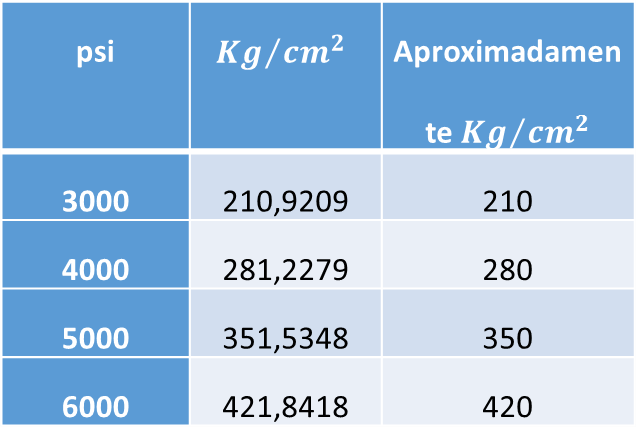 psi Kg/cm² Aproximadamen
te Kg/cm²
3000 210,9209 210
4000 281,2279 280
5000 351,5348 350
6000 421,8418 420